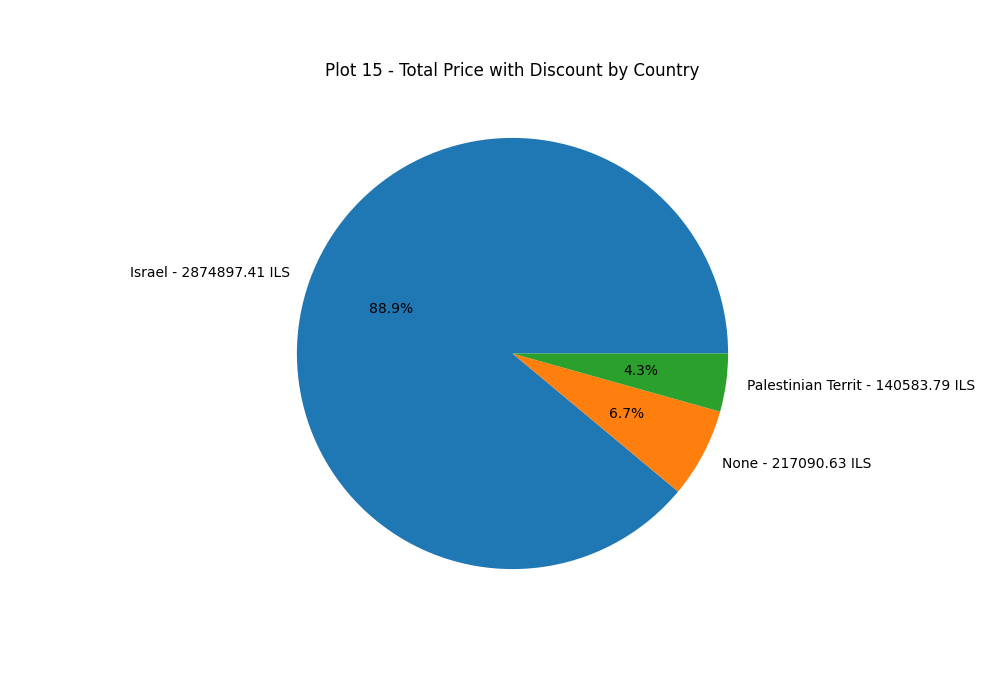 Plot 15 - Total Price with Discount by Country
Israel - 2874897.41 ILS
88.9%
4.3%
Palestinian Territ - 140583.79 ILS
6.7%
None - 217090.63 ILS